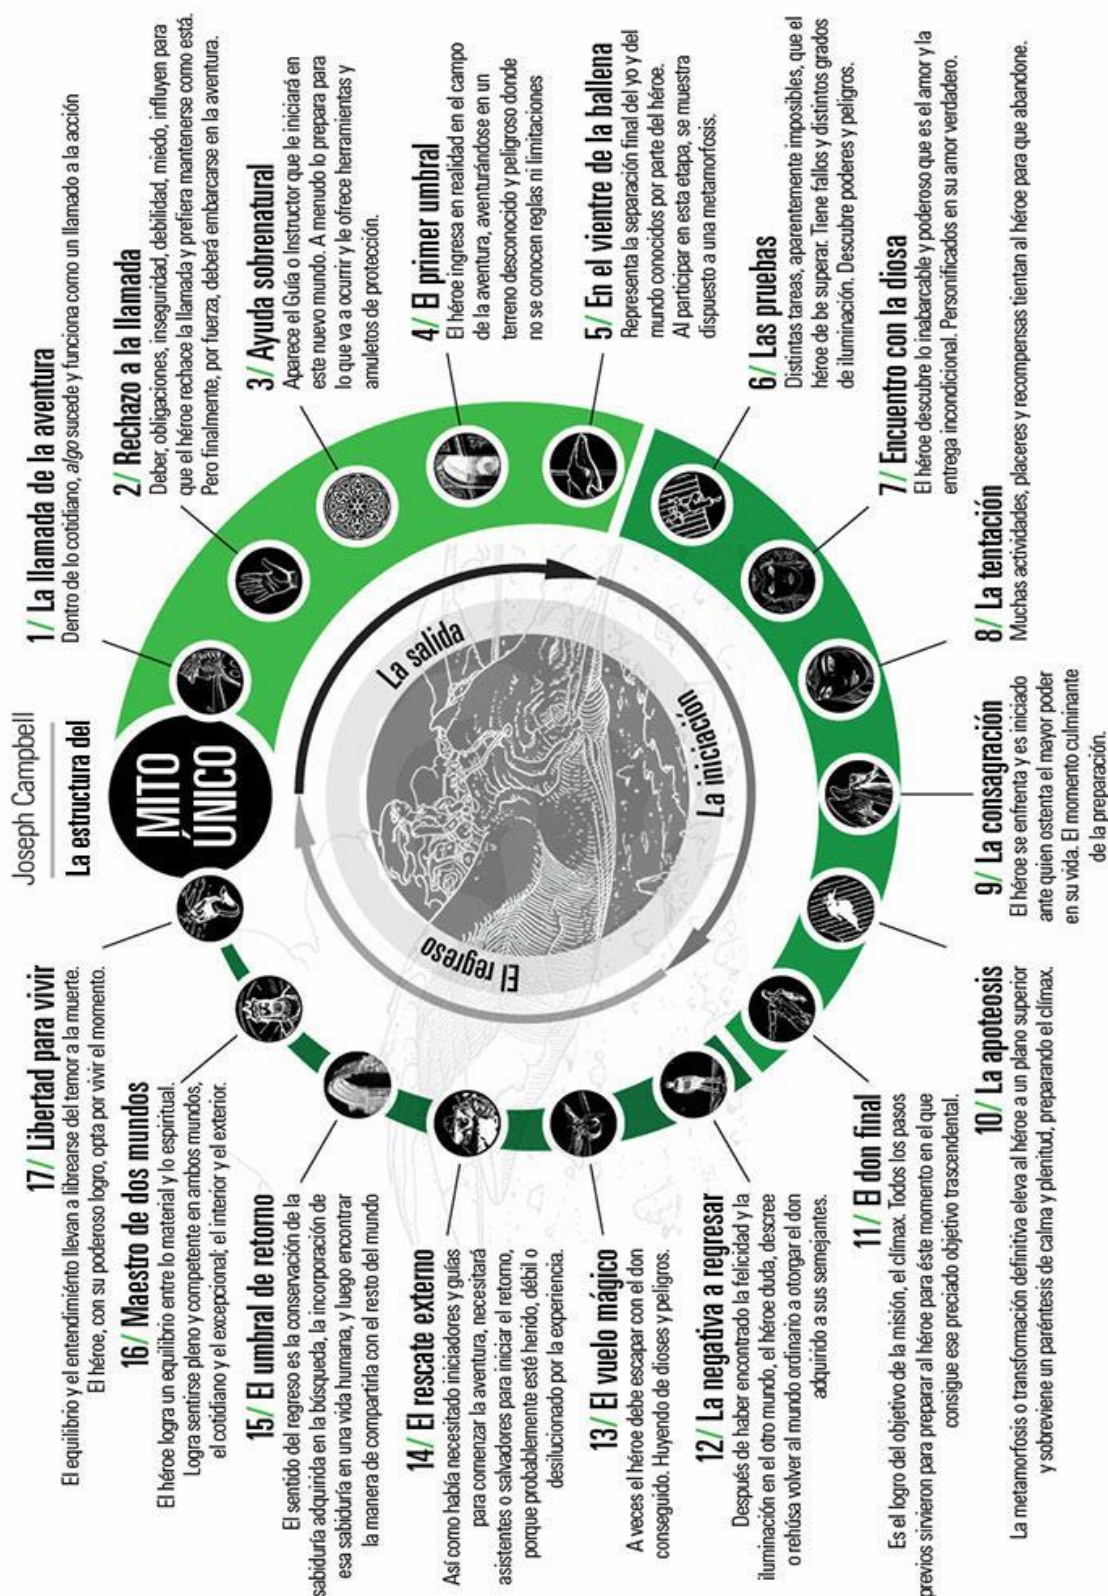 Joseph Campbell
La estructura del
MITO
ÚNICO
1/ La llamada de la aventura
Dentro de lo cotidiano, algo sucede y funciona como un llamado a la acción
2/ Rechazo a la llamada
Deber, obligaciones, inseguridad, debilidad, miedo, influyen para
que el héroe rechace la llamada y prefiera mantenerse como está.
Pero finalmente, por fuerza, deberá embarcarse en la aventura.
3/ Ayuda sobrenatural
Aparece el Guía o Instructor que le iniciará en
este nuevo mundo. A menudo lo prepara para
lo que va a ocurrir y le ofrece herramientas y
amuletos de protección.
4/ El primer umbral
El héroe ingresa en realidad en el campo
de la aventura, aventurándose en un
terreno desconocido y peligroso donde
no se conocen reglas ni limitaciones
5/ En el vientre de la ballena
Representa la separación final del yo y del
mundo conocidos por parte del héroe.
Al participar en esta etapa, se muestra
dispuesto a una metamorfosis.
6/ Las pruebas
Distintas tareas, aparentemente imposibles, que el
héroe de be superar. Tiene fallos y distintos grados
de iluminación. Descubre poderes y peligros.
7/ Encuentro con la diosa
El héroe descubre lo inabarcable y poderoso que es el amor y la
entrega incondicional. Personificados en su amor verdadero.
8/ La tentación
Muchas actividades, placeres y recompensas tientan al héroe para que abandone.
9/ La consagración
El héroe se enfrenta y es iniciado
ante quien ostenta el mayor poder
en su vida. El momento culminante
de la preparación.
10/ La apoteosis
La metamorfosis o transformación definitiva eleva al héroe a un plano superior
y sobreviene un paréntesis de calma y plenitud, preparando el clímax.
11/ El don final
Es el logro del objetivo de la misión, el clímax. Todos los pasos
previos sirvieron para preparar al héroe para éste momento en el que
consigue ese preciado objetivo trascendental.
12/ La negativa a regresar
Después de haber encontrado la felicidad y la
iluminación en el otro mundo, el héroe duda, descree
o rehúsa volver al mundo ordinario a otorgar el don
adquirido a sus semejantes.
13/ El vuelo mágico
A veces el héroe debe escapar con el don
conseguido. Huyendo de dioses y peligros.
14/ El rescate externo
Así como había necesitado iniciadores y guías
para comenzar la aventura, necesitará
asistentes o salvadores para iniciar el retorno,
porque probablemente esté herido, débil o
desilucionado por la experiencia.
15/ El umbral de retorno
El sentido del regreso es la conservación de la
sabiduría adquirida en la búsqueda, la incorporación de
esa sabiduría en una vida humana, y luego encontrar
la manera de compartirla con el resto del mundo
16/ Maestro de dos mundos
El héroe logra un equilibrio entre lo material y lo espiritual.
Logra sentirse pleno y competente en ambos mundos,
el cotidiano y el excepcional; el interior y el exterior.
17/ Libertad para vivir
El equilibrio y el entendimiénto llevan a librearse del temor a la muerte.
El héroe, con su poderoso logro, opta por vivir el momento.
La salida
La iniciación
El regreso